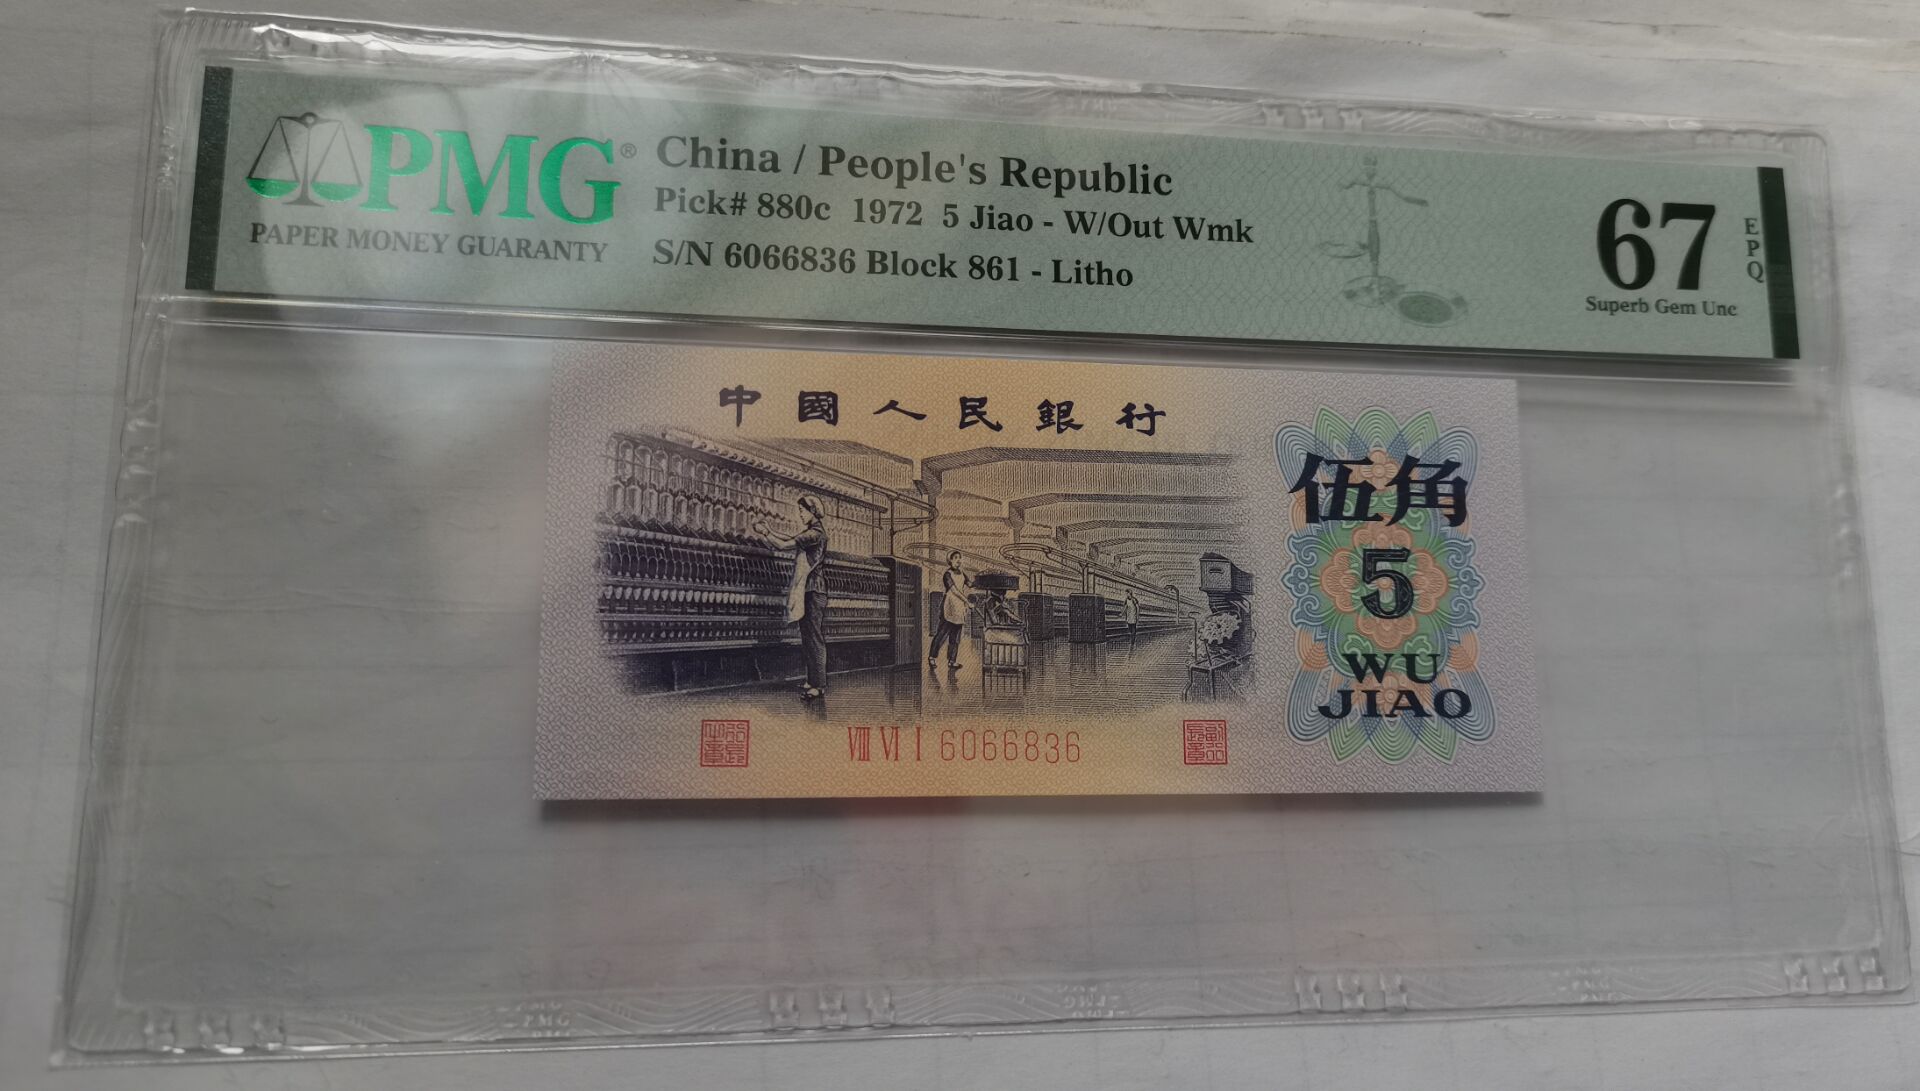 PMG®
PAPER MONEY GUARANTY
China / People's Republic
Pick# 880c 1972 5 Jiao - W/Out Wmk
S/N 6066836 Block 861 - Litho
67
EPQ
Superb Gem Unc
中國人民銀行
伍角
5
WU
JIAO
VIII VI I 6066836